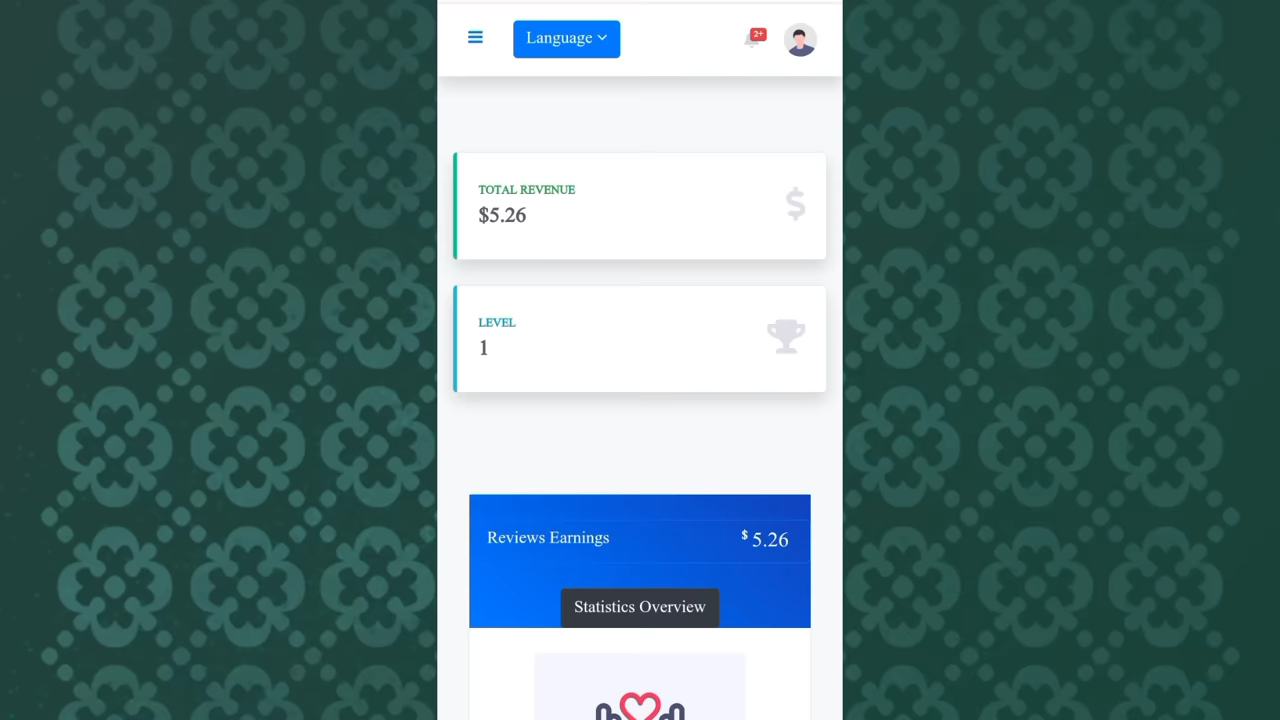 Language
2+
TOTAL REVENUE
$5.26
LEVEL
1
Reviews Earnings
$ 5.26
Statistics Overview